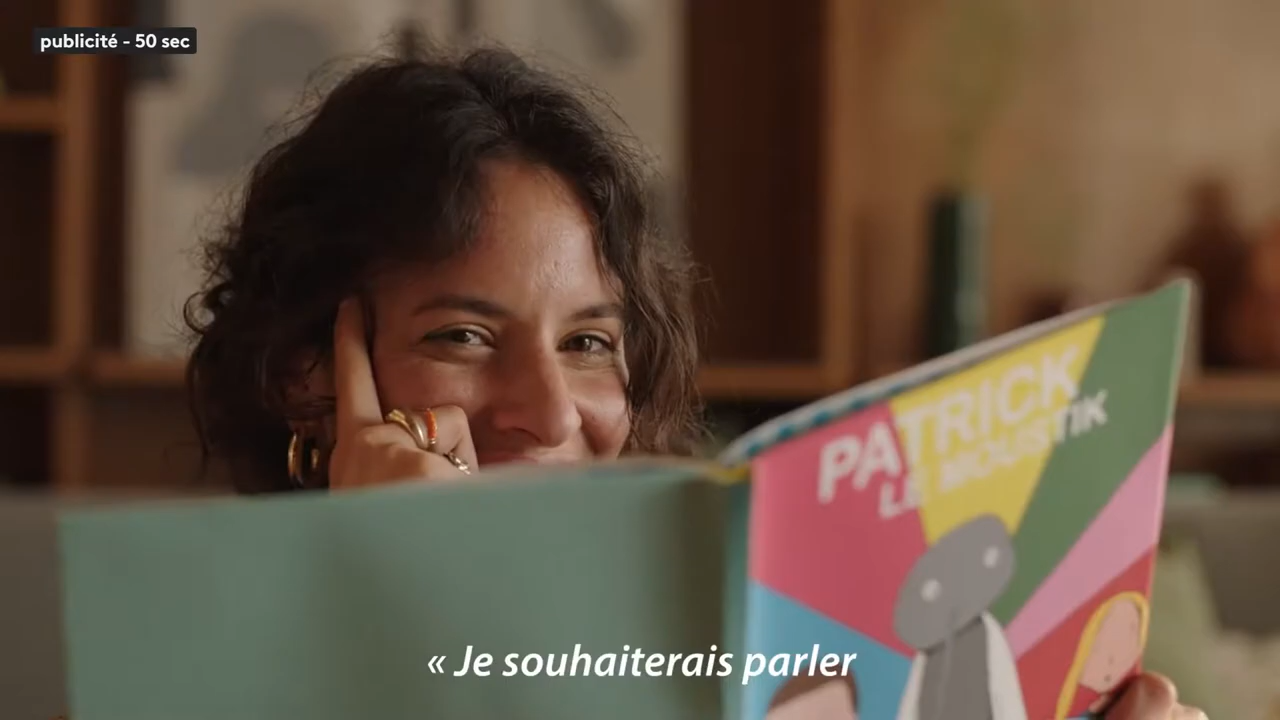 publicité - 50 sec
PATRICK
LE MOUSTIK
« Je souhaiterais parler